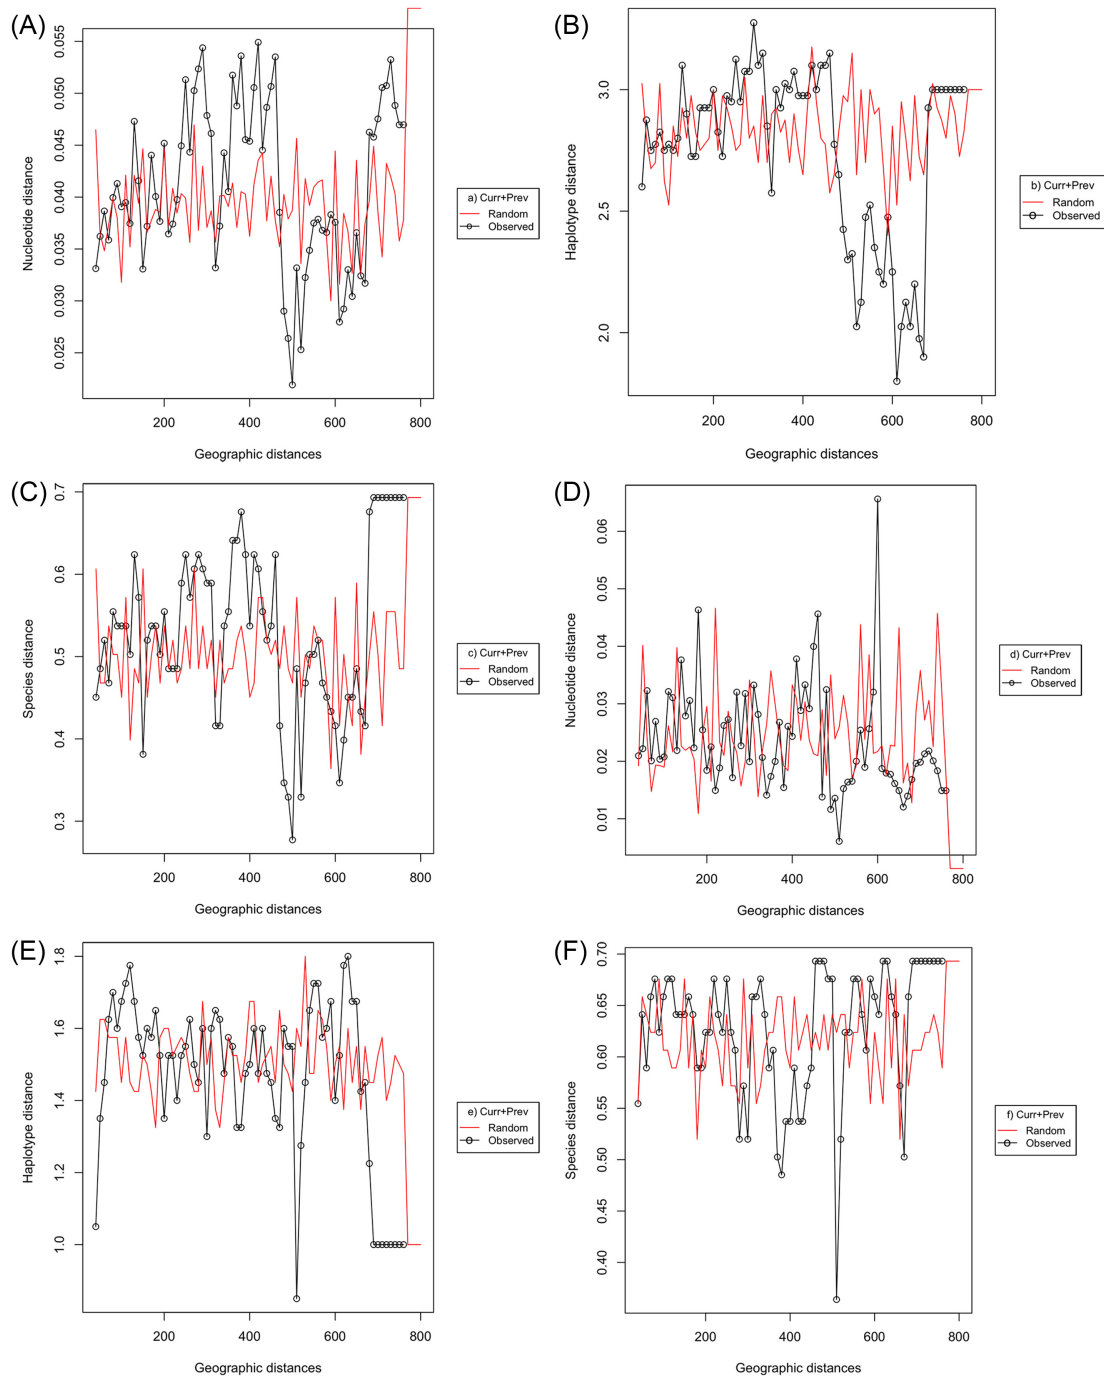 (A)
0.055
0.050
0.045
0.040
0.035
0.030
0.025
Nucleotide distance
200 400 600 800
Geographic distances
a) Curr+Prev
Random
Observed
(B)
3.0
2.5
2.0
Haplotype distance
200 400 600 800
Geographic distances
b) Curr+Prev
Random
Observed
(C)
0.7
0.6
0.5
0.4
0.3
Species distance
200 400 600 800
Geographic distances
c) Curr+Prev
Random
Observed
(D)
0.06
0.05
0.04
0.03
0.02
0.01
Nucleotide distance
200 400 600 800
Geographic distances
d) Curr+Prev
Random
Observed
(E)
1.8
1.6
1.4
1.2
1.0
Haplotype distance
200 400 600 800
Geographic distances
e) Curr+Prev
Random
Observed
(F)
0.70
0.65
0.60
0.55
0.50
0.45
0.40
Species distance
200 400 600 800
Geographic distances
f) Curr+Prev
Random
Observed